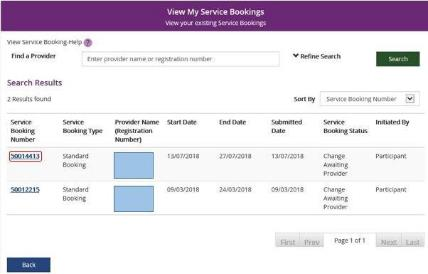 View My Service Bookings
View your existing Service Bookings
View Service Booking-Help ?
Find a Provider Enter provider name or registration number Refine Search Search
Search Results
2 Results found Sort By Service Booking Number
Service Booking Number Service Booking Type Provider Name (Registration Number) Start Date End Date Submitted Date Service Booking Status Initiated By
50014413 Standard Booking 13/07/2018 27/07/2018 13/07/2018 Change Awaiting Provider Participant
50012215 Standard Booking 09/03/2018 24/03/2018 09/03/2018 Change Awaiting Provider Participant
First Prev Page 1 of 1 Next Last
Back